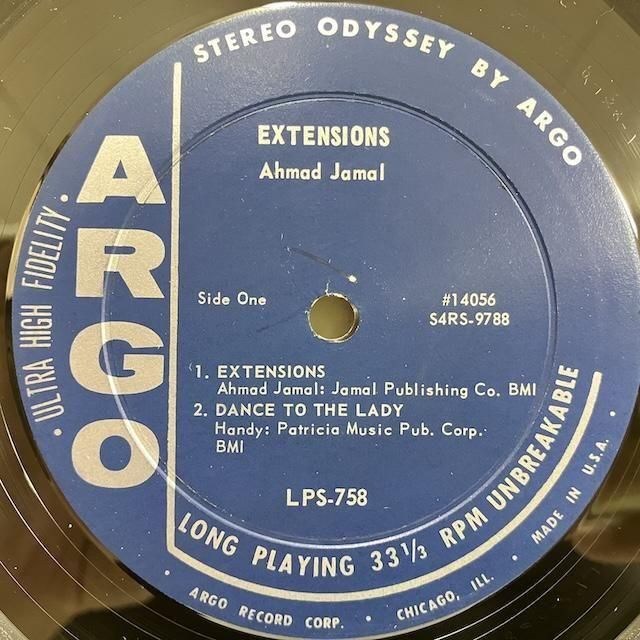 STEREO ODYSSEY BY ARGO
ARGO
· ULTRA HIGH FIDELITY ·
EXTENSIONS
Ahmad Jamal
Side One
#14056
S4RS-9788
1. EXTENSIONS
Ahmad Jamal: Jamal Publishing Co. BMI
2. DANCE TO THE LADY
Handy: Patricia Music Pub. Corp.
BMI
LPS-758
LONG PLAYING 33 1/3 RPM UNBREAKABLE
· ARGO RECORD CORP. · CHICAGO, ILL. · MADE IN U.S.A. ·